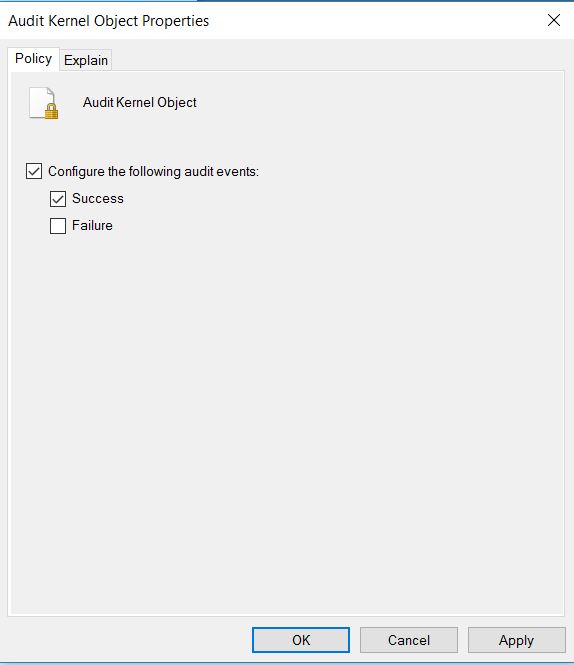 Audit Kernel Object Properties
Policy Explain
Audit Kernel Object
Configure the following audit events:
Success
Failure
OK Cancel Apply